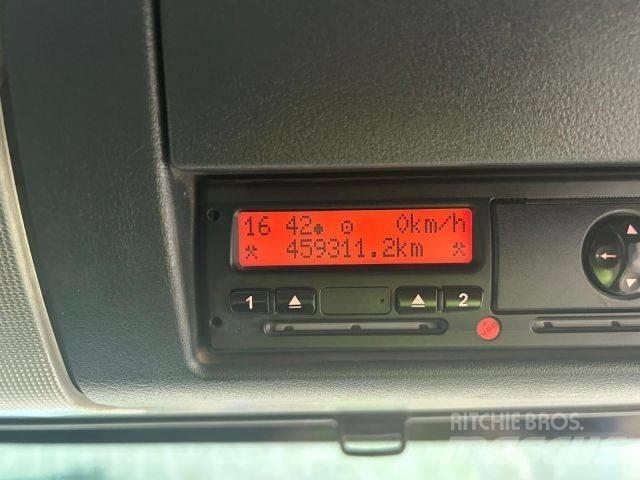 16 42 0km/h
459311.2km
1 2
RITCHIE BROS.